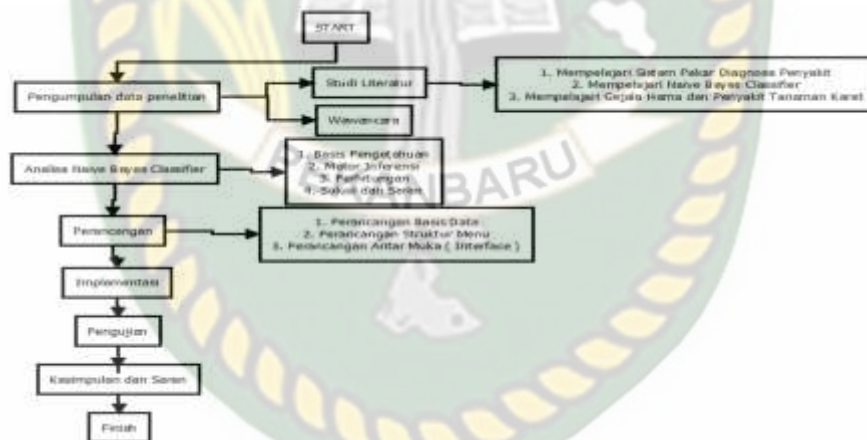 START
Pengumpulan data penelitian
Studi Literatur
1. Mempelajari Sistem Pakar Diagnosa Penyakit
2. Mempelajari Naive Bayes Classifier
3. Mempelajari Gejala Hama dan Penyakit Tanaman Karet
Wawancara
Analisa Naive Bayes Classifier
1. Basis Pengetahuan
2. Motor Inferensi
3. Perhitungan
4. Solusi dan Saran
PEKANBARU
Perancangan
1. Perancangan Basis Data
2. Perancangan Struktur Menu
3. Perancangan Antar Muka ( Interface )
Implementasi
Pengujian
Kesimpulan dan Saran
Finish